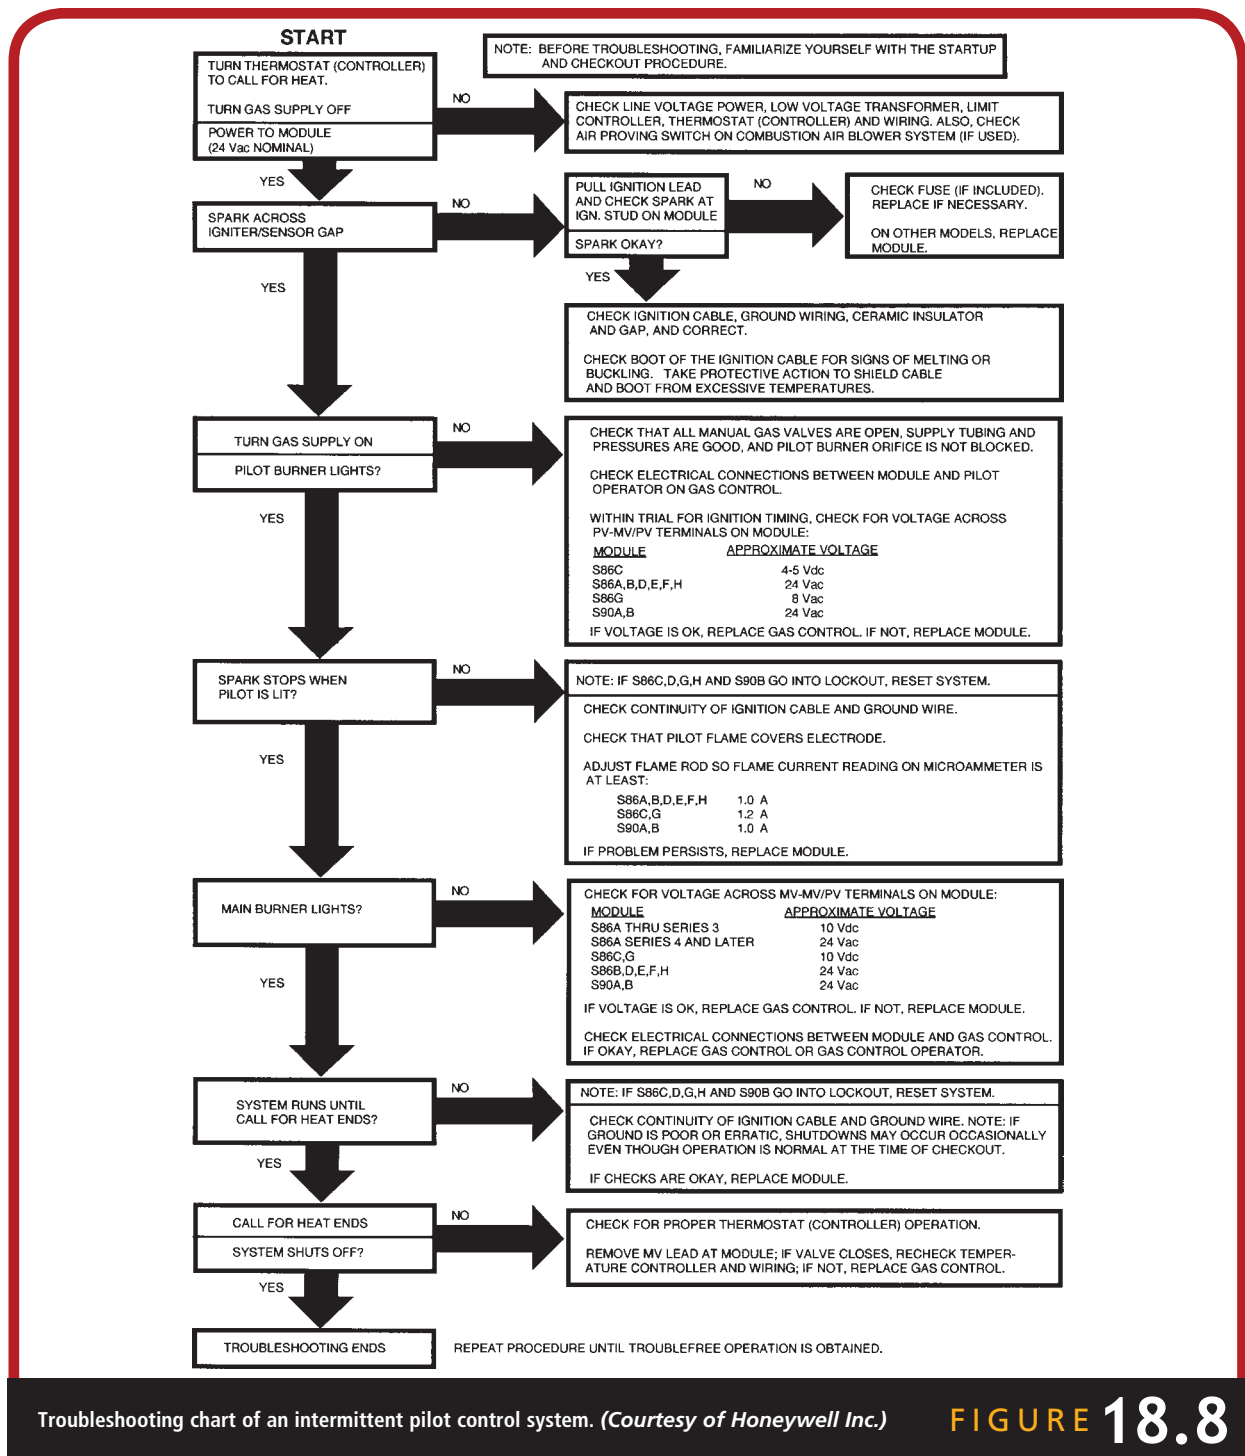 START
NOTE: BEFORE TROUBLESHOOTING, FAMILIARIZE YOURSELF WITH THE STARTUP
AND CHECKOUT PROCEDURE.
TURN THERMOSTAT (CONTROLLER)
TO CALL FOR HEAT.
TURN GAS SUPPLY OFF
POWER TO MODULE
(24 Vac NOMINAL)
NO
CHECK LINE VOLTAGE POWER, LOW VOLTAGE TRANSFORMER, LIMIT
CONTROLLER, THERMOSTAT (CONTROLLER) AND WIRING. ALSO, CHECK
AIR PROVING SWITCH ON COMBUSTION AIR BLOWER SYSTEM (IF USED).
YES
SPARK ACROSS
IGNITER/SENSOR GAP
NO
PULL IGNITION LEAD
AND CHECK SPARK AT
IGN. STUD ON MODULE
SPARK OKAY?
NO
CHECK FUSE (IF INCLUDED).
REPLACE IF NECESSARY.
ON OTHER MODELS, REPLACE
MODULE.
YES
YES
CHECK IGNITION CABLE, GROUND WIRING, CERAMIC INSULATOR
AND GAP, AND CORRECT.
CHECK BOOT OF THE IGNITION CABLE FOR SIGNS OF MELTING OR
BUCKLING. TAKE PROTECTIVE ACTION TO SHIELD CABLE
AND BOOT FROM EXCESSIVE TEMPERATURES.
TURN GAS SUPPLY ON
PILOT BURNER LIGHTS?
NO
CHECK THAT ALL MANUAL GAS VALVES ARE OPEN, SUPPLY TUBING AND
PRESSURES ARE GOOD, AND PILOT BURNER ORIFICE IS NOT BLOCKED.
CHECK ELECTRICAL CONNECTIONS BETWEEN MODULE AND PILOT
OPERATOR ON GAS CONTROL.
WITHIN TRIAL FOR IGNITION TIMING, CHECK FOR VOLTAGE ACROSS
PV-MV/PV TERMINALS ON MODULE:
MODULE APPROXIMATE VOLTAGE
S86C 4-5 Vdc
S86A,B,D,E,F,H 24 Vac
S86G 8 Vac
S90A,B 24 Vac
IF VOLTAGE IS OK, REPLACE GAS CONTROL. IF NOT, REPLACE MODULE.
YES
SPARK STOPS WHEN
PILOT IS LIT?
NO
NOTE: IF S86C,D,G,H AND S90B GO INTO LOCKOUT, RESET SYSTEM.
CHECK CONTINUITY OF IGNITION CABLE AND GROUND WIRE.
CHECK THAT PILOT FLAME COVERS ELECTRODE.
ADJUST FLAME ROD SO FLAME CURRENT READING ON MICROAMMETER IS
AT LEAST:
S86A,B,D,E,F,H 1.0 A
S86C,G 1.2 A
S90A,B 1.0 A
IF PROBLEM PERSISTS, REPLACE MODULE.
YES
MAIN BURNER LIGHTS?
NO
CHECK FOR VOLTAGE ACROSS MV-MV/PV TERMINALS ON MODULE:
MODULE APPROXIMATE VOLTAGE
S86A THRU SERIES 3 10 Vdc
S86A SERIES 4 AND LATER 24 Vac
S86C,G 10 Vdc
S86B,D,E,F,H 24 Vac
S90A,B 24 Vac
IF VOLTAGE IS OK, REPLACE GAS CONTROL. IF NOT, REPLACE MODULE.
CHECK ELECTRICAL CONNECTIONS BETWEEN MODULE AND GAS CONTROL.
IF OKAY, REPLACE GAS CONTROL OR GAS CONTROL OPERATOR.
YES
SYSTEM RUNS UNTIL
CALL FOR HEAT ENDS?
NO
NOTE: IF S86C,D,G,H AND S90B GO INTO LOCKOUT, RESET SYSTEM.
CHECK CONTINUITY OF IGNITION CABLE AND GROUND WIRE. NOTE: IF
GROUND IS POOR OR ERRATIC, SHUTDOWNS MAY OCCUR OCCASIONALLY
EVEN THOUGH OPERATION IS NORMAL AT THE TIME OF CHECKOUT.
IF CHECKS ARE OKAY, REPLACE MODULE.
YES
CALL FOR HEAT ENDS
SYSTEM SHUTS OFF?
NO
CHECK FOR PROPER THERMOSTAT (CONTROLLER) OPERATION.
REMOVE MV LEAD AT MODULE; IF VALVE CLOSES, RECHECK TEMPER-
ATURE CONTROLLER AND WIRING; IF NOT, REPLACE GAS CONTROL.
YES
TROUBLESHOOTING ENDS
REPEAT PROCEDURE UNTIL TROUBLEFREE OPERATION IS OBTAINED.
Troubleshooting chart of an intermittent pilot control system. (Courtesy of Honeywell Inc.)
FIGURE 18.8